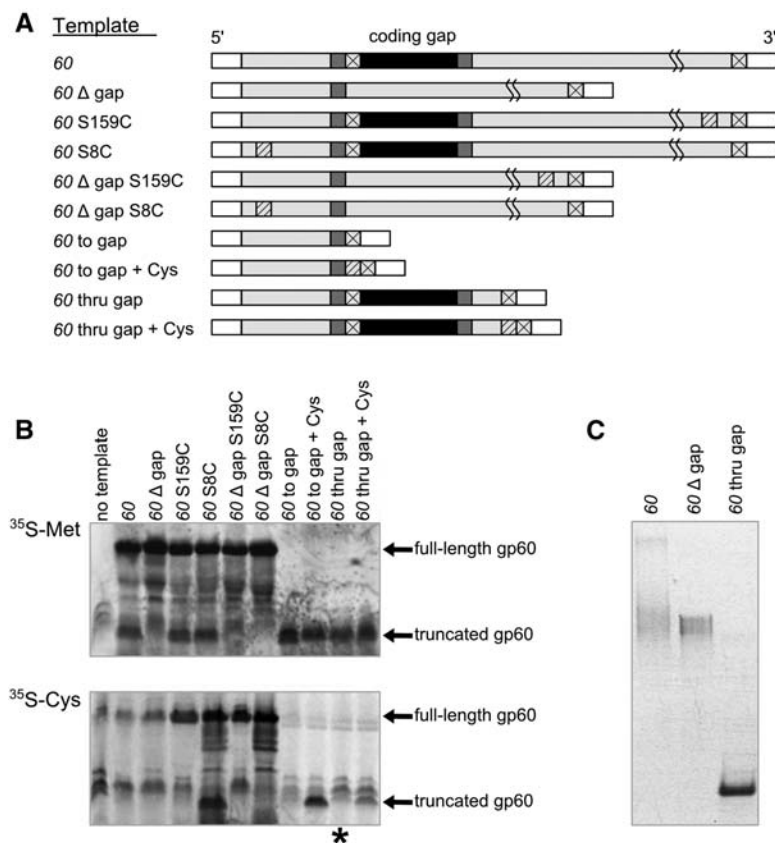 A
Template
5'
coding gap
3'
60
60 Δ gap
60 S159C
60 S8C
60 Δ gap S159C
60 Δ gap S8C
60 to gap
60 to gap + Cys
60 thru gap
60 thru gap + Cys
B
no template
60
60 Δ gap
60 S159C
60 S8C
60 Δ gap S159C
60 Δ gap S8C
60 to gap
60 to gap + Cys
60 thru gap
60 thru gap + Cys
³⁵S-Met
full-length gp60
truncated gp60
³⁵S-Cys
full-length gp60
truncated gp60
*
C
60
60 Δ gap
60 thru gap